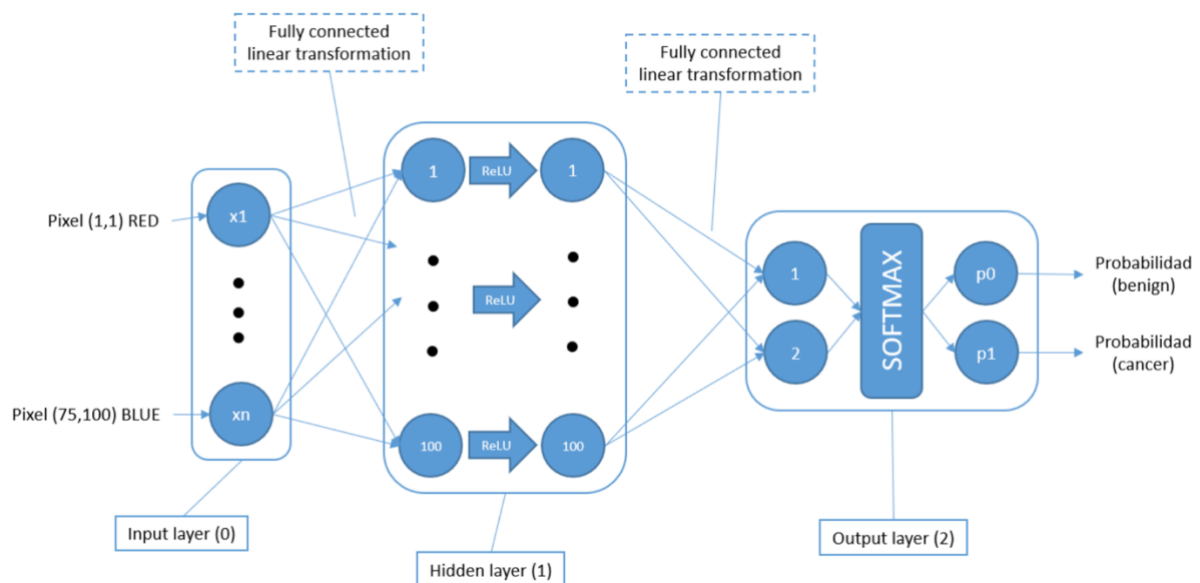 Fully connected
linear transformation
Fully connected
linear transformation
Pixel (1,1) RED
x1
Pixel (75,100) BLUE
xn
Input layer (0)
1
ReLU
1
ReLU
100
ReLU
100
Hidden layer (1)
1
2
SOFTMAX
p0
p1
Probabilidad
(benign)
Probabilidad
(cancer)
Output layer (2)